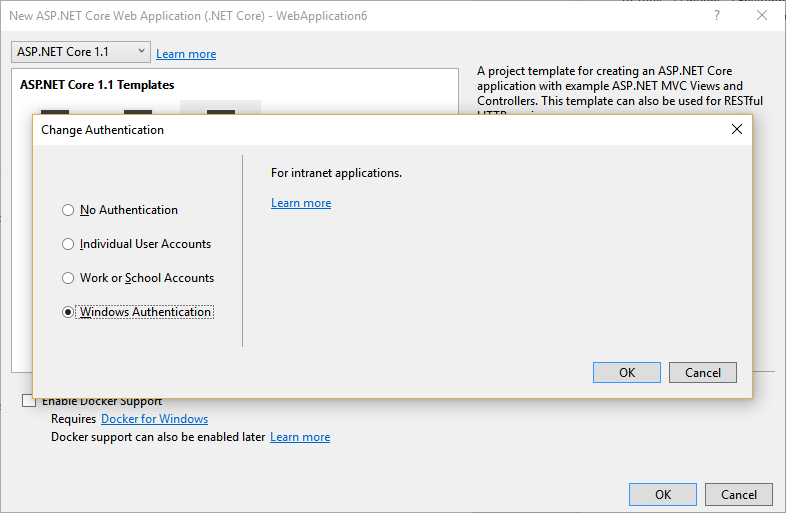 New ASP.NET Core Web Application (.NET Core) - WebApplication6
ASP.NET Core 1.1
Learn more
ASP.NET Core 1.1 Templates
A project template for creating an ASP.NET Core
application with example ASP.NET MVC Views and
Controllers. This template can also be used for RESTful
Change Authentication
No Authentication
Individual User Accounts
Work or School Accounts
Windows Authentication
For intranet applications.
Learn more
OK
Cancel
Enable Docker Support
Requires Docker for Windows
Docker support can also be enabled later Learn more
OK
Cancel